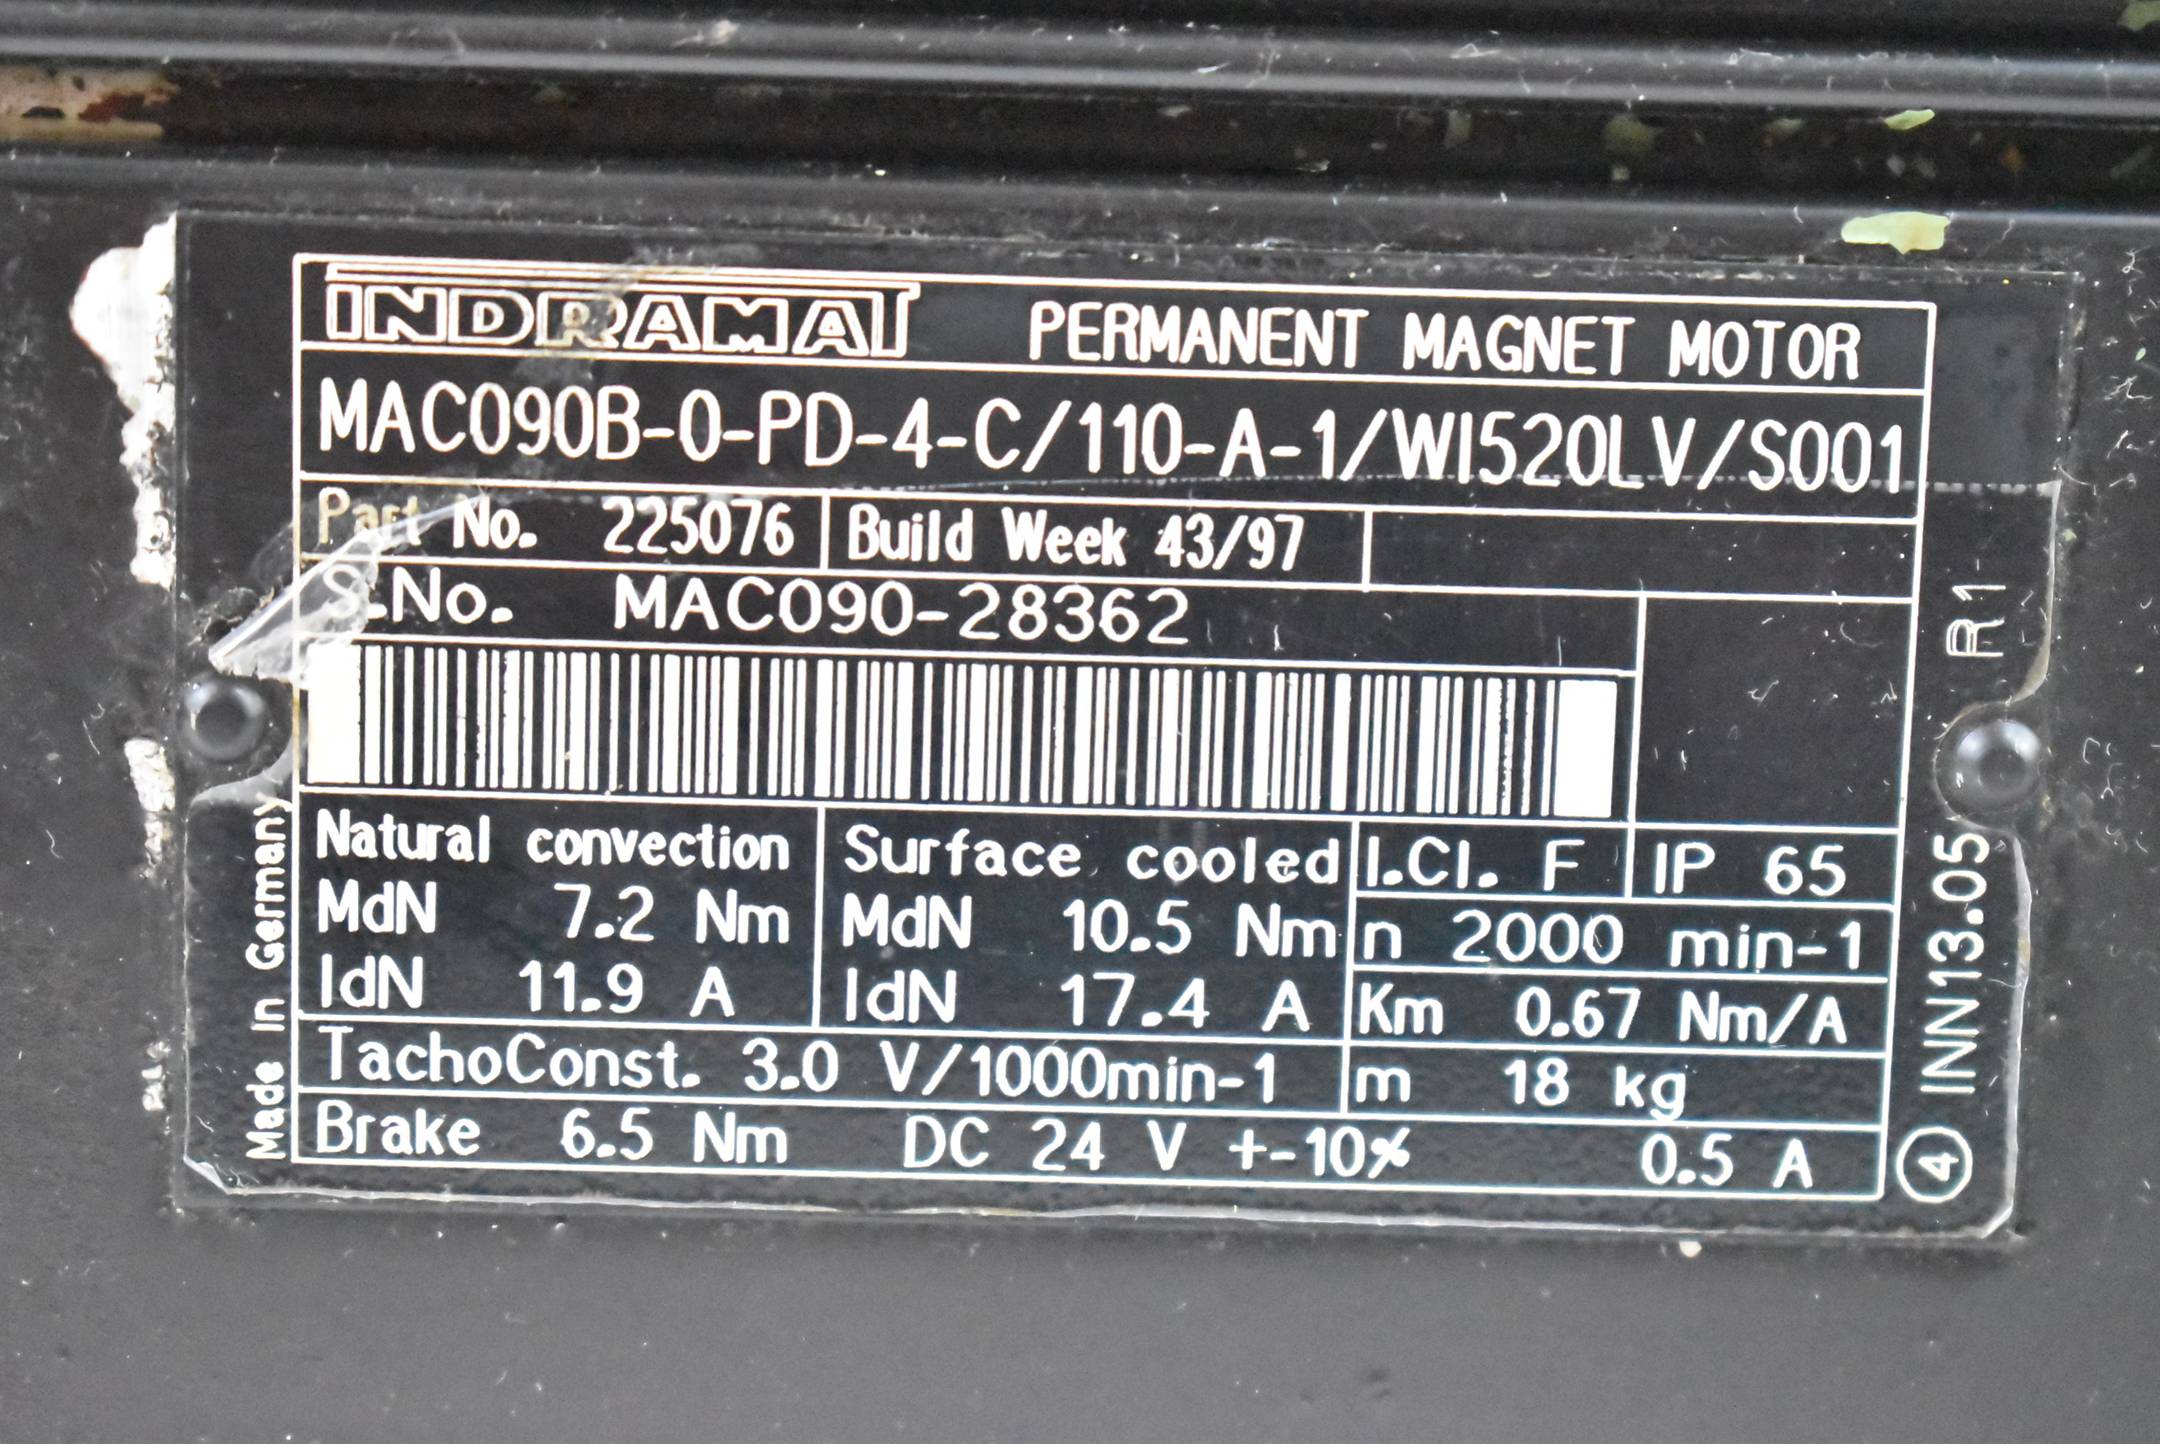 INDRAMAT PERMANENT MAGNET MOTOR
MAC090B-0-PD-4-C/110-A-1/WI520LV/S001
Part No. 225076 Build Week 43/97
S.No. MAC090-28362
Natural convection
MdN 7.2 Nm
IdN 11.9 A
Surface cooled
MdN 10.5 Nm
IdN 17.4 A
I.Cl. F IP 65
n 2000 min-1
Km 0.67 Nm/A
TachoConst. 3.0 V/1000min-1 m 18 kg
Brake 6.5 Nm DC 24 V +-10% 0.5 A
Made in Germany
④ INN13.05 R1